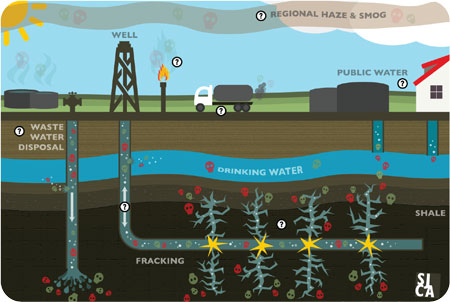 ? REGIONAL HAZE & SMOG
WELL
?
PUBLIC WATER
?
?
? WASTE
WATER
DISPOSAL
DRINKING WATER
?
SHALE
?
FRACKING
SI
CA